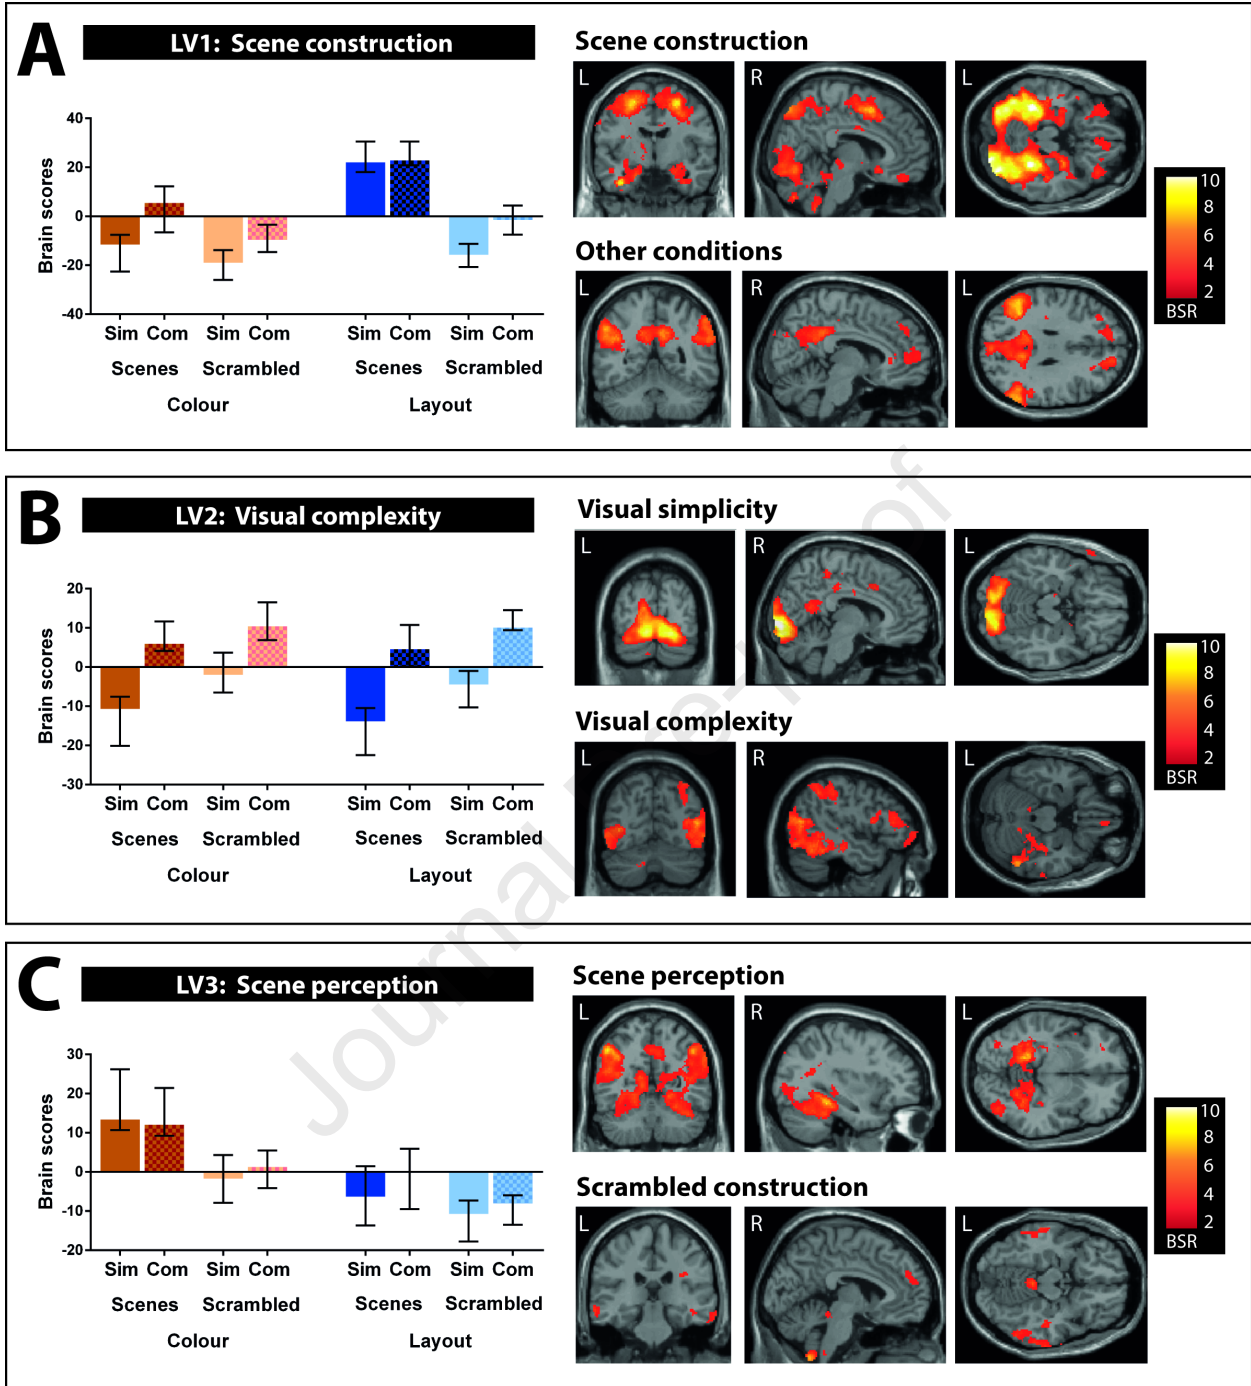 A
LV1: Scene construction
Brain scores
40
20
0
-20
-40
Sim Com Sim Com Sim Com Sim Com
Scenes Scrambled Scenes Scrambled
Colour Layout
Scene construction
L R L
Other conditions
L R L
10
8
6
4
2
BSR
B
LV2: Visual complexity
Brain scores
20
10
0
-10
-20
-30
Sim Com Sim Com Sim Com Sim Com
Scenes Scrambled Scenes Scrambled
Colour Layout
Visual simplicity
L R L
Visual complexity
L R L
10
8
6
4
2
BSR
C
LV3: Scene perception
Brain scores
30
20
10
0
-10
-20
Sim Com Sim Com Sim Com Sim Com
Scenes Scrambled Scenes Scrambled
Colour Layout
Scene perception
L R L
Scrambled construction
L R L
10
8
6
4
2
BSR